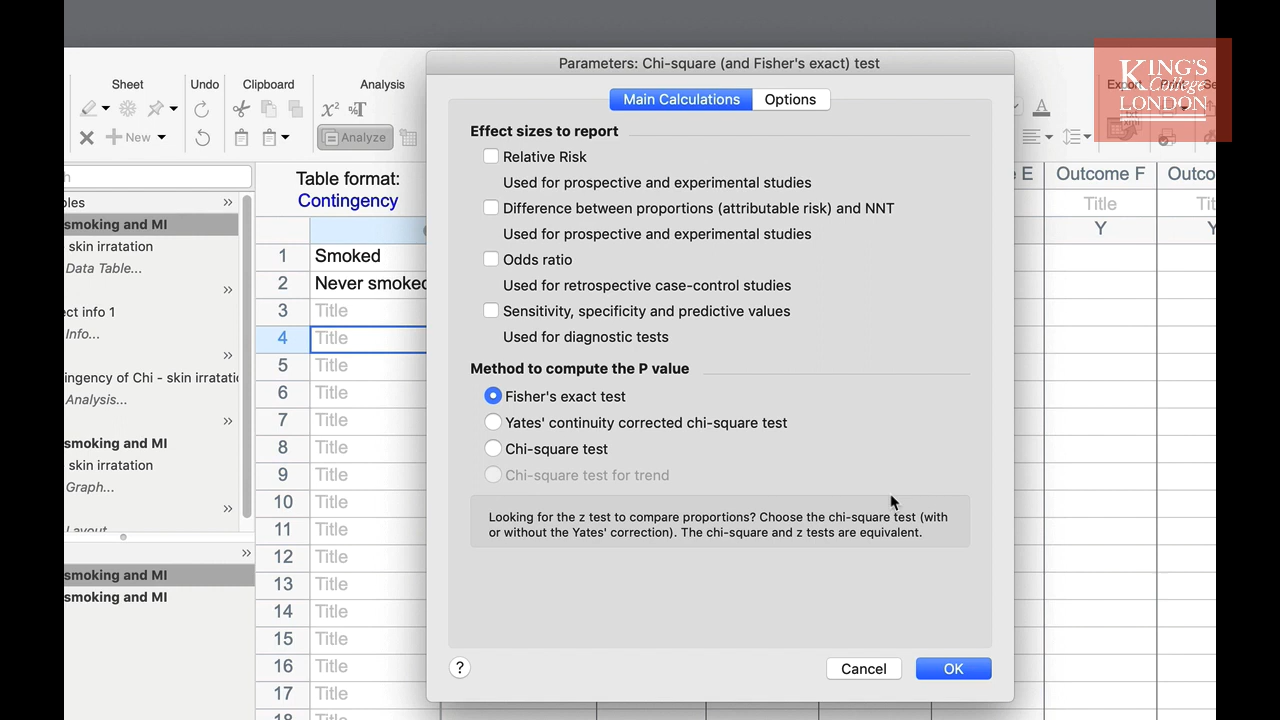 Parameters: Chi-square (and Fisher's exact) test
KING'S
College
LONDON
Sheet
Undo
Clipboard
Analysis
Export
New
Analyze
Main Calculations
Options
Effect sizes to report
Relative Risk
Used for prospective and experimental studies
Difference between proportions (attributable risk) and NNT
Used for prospective and experimental studies
Odds ratio
Used for retrospective case-control studies
Sensitivity, specificity and predictive values
Used for diagnostic tests
Method to compute the P value
Fisher's exact test
Yates' continuity corrected chi-square test
Chi-square test
Chi-square test for trend
Looking for the z test to compare proportions? Choose the chi-square test (with
or without the Yates' correction). The chi-square and z tests are equivalent.
?
Cancel
OK
smoking and MI
skin irratation
Data Table...
ect info 1
Info...
ingency of Chi - skin irratatio
Analysis...
smoking and MI
skin irratation
Graph...
Layout
smoking and MI
smoking and MI
Table format:
Contingency
1 Smoked
2 Never smoked
3 Title
4 Title
5 Title
6 Title
7 Title
8 Title
9 Title
10 Title
11 Title
12 Title
13 Title
14 Title
15 Title
16 Title
17 Title
18 Title
E
Outcome F
Outco
Title
Tit
Y
Y